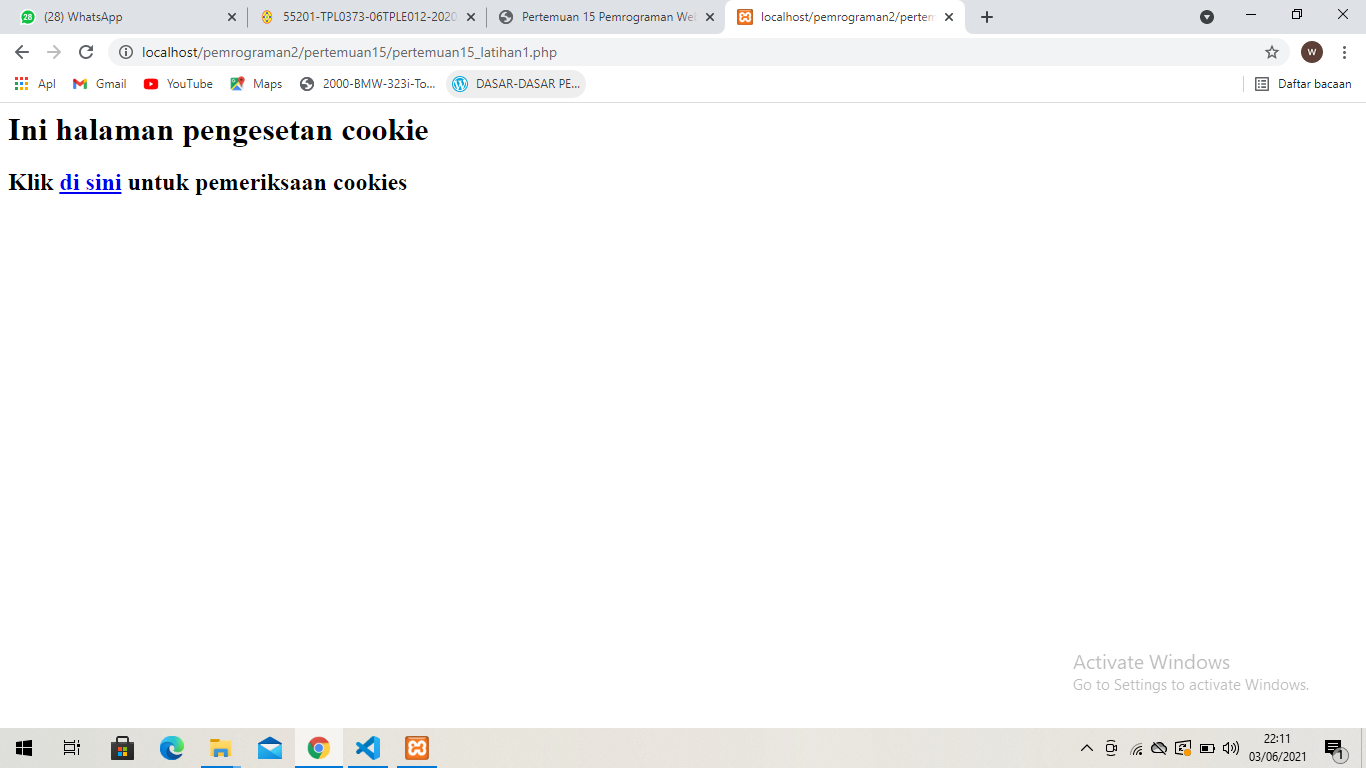 28
(28) WhatsApp
55201-TPL0373-06TPLE012-2020
Pertemuan 15 Pemrograman Wel
localhost/pemrograman2/pertem
localhost/pemrograman2/pertemuan15/pertemuan15_latihan1.php
W
Apl
Gmail
YouTube
Maps
2000-BMW-323i-To...
DASAR-DASAR PE...
Daftar bacaan
Ini halaman pengesetan cookie
Klik di sini untuk pemeriksaan cookies
Activate Windows
Go to Settings to activate Windows.
22:11
03/06/2021
1